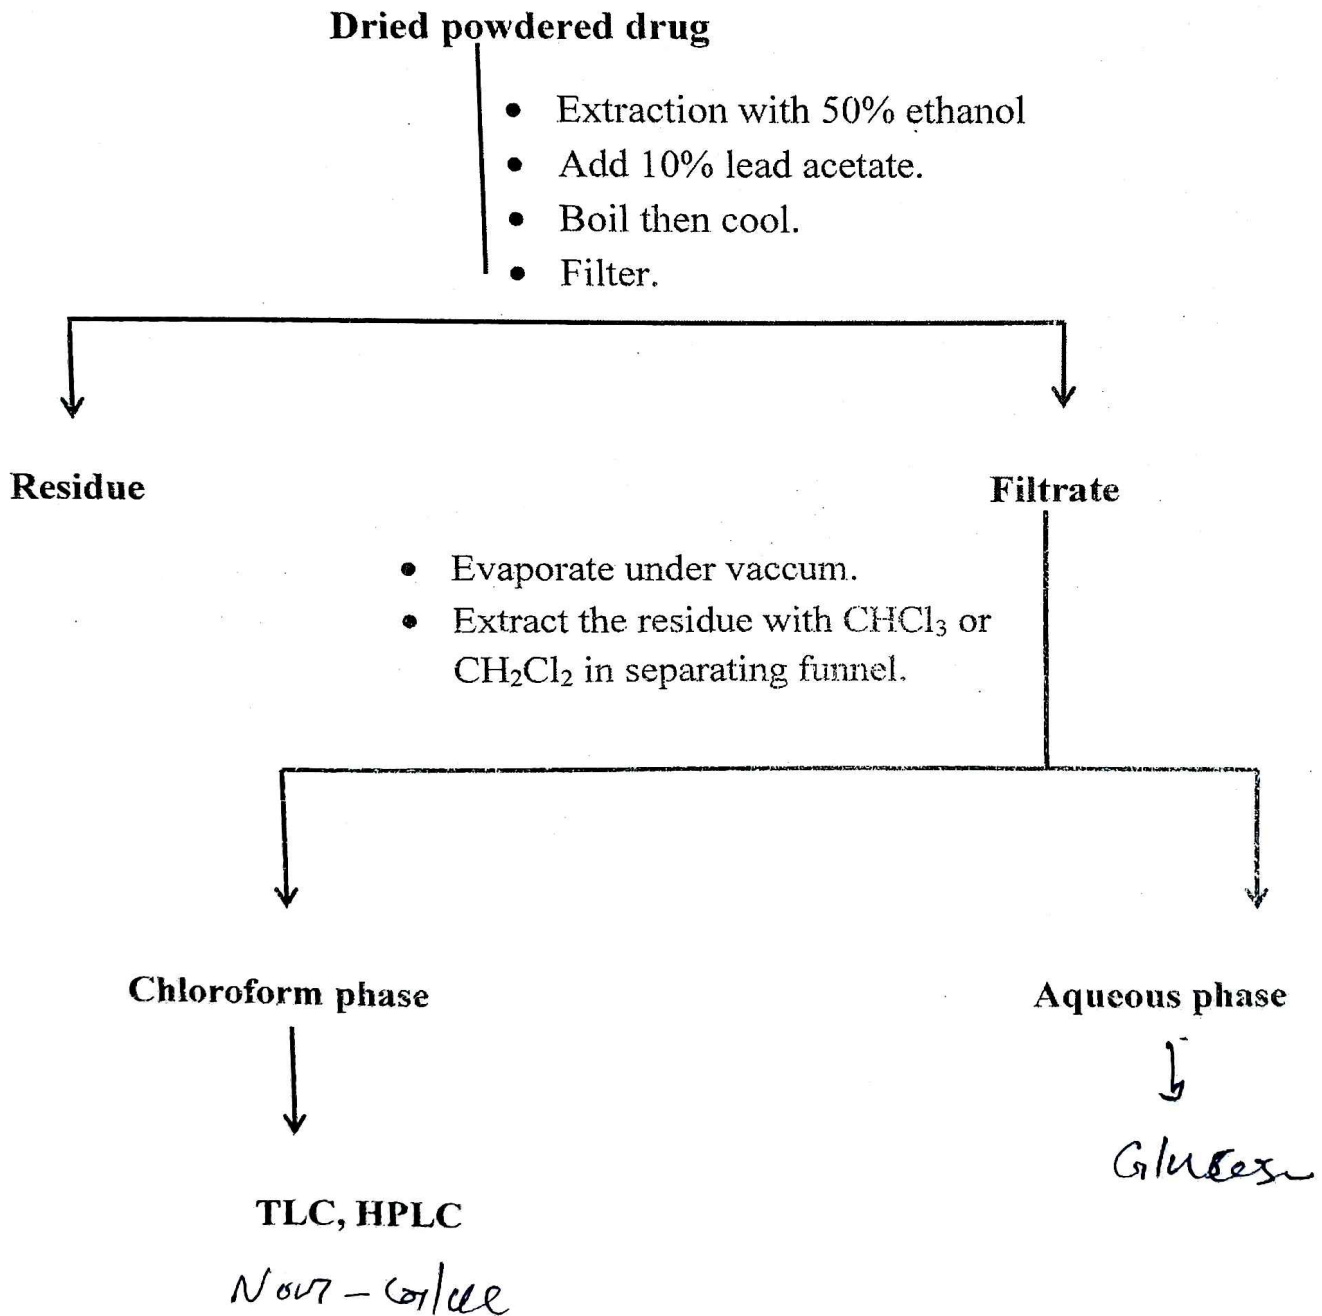 Dried powdered drug
• Extraction with 50% ethanol
• Add 10% lead acetate.
• Boil then cool.
• Filter.
Residue
Filtrate
• Evaporate under vaccum.
• Extract the residue with CHCl₃ or
CH₂Cl₂ in separating funnel.
Chloroform phase
Aqueous phase
TLC, HPLC